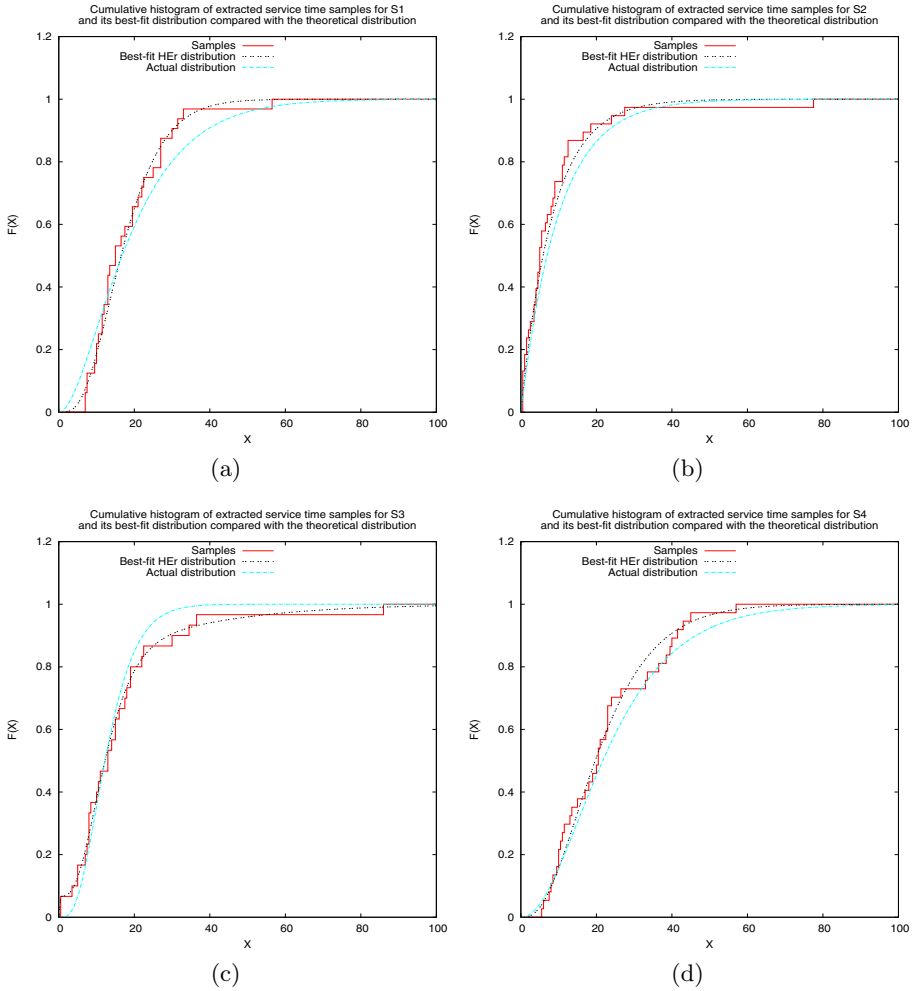 Cumulative histogram of extracted service time samples for S1
and its best-fit distribution compared with the theoretical distribution
1.2
Samples
Best-fit HEr distribution
Actual distribution
1
0.8
0.6
F(X)
0.4
0.2
0
0 20 40 60 80 100
X
(a)
Cumulative histogram of extracted service time samples for S2
and its best-fit distribution compared with the theoretical distribution
1.2
Samples
Best-fit HEr distribution
Actual distribution
1
0.8
0.6
F(X)
0.4
0.2
0
0 20 40 60 80 100
X
(b)
Cumulative histogram of extracted service time samples for S3
and its best-fit distribution compared with the theoretical distribution
1.2
Samples
Best-fit HEr distribution
Actual distribution
1
0.8
0.6
F(X)
0.4
0.2
0
0 20 40 60 80 100
X
(c)
Cumulative histogram of extracted service time samples for S4
and its best-fit distribution compared with the theoretical distribution
1.2
Samples
Best-fit HEr distribution
Actual distribution
1
0.8
0.6
F(X)
0.4
0.2
0
0 20 40 60 80 100
X
(d)